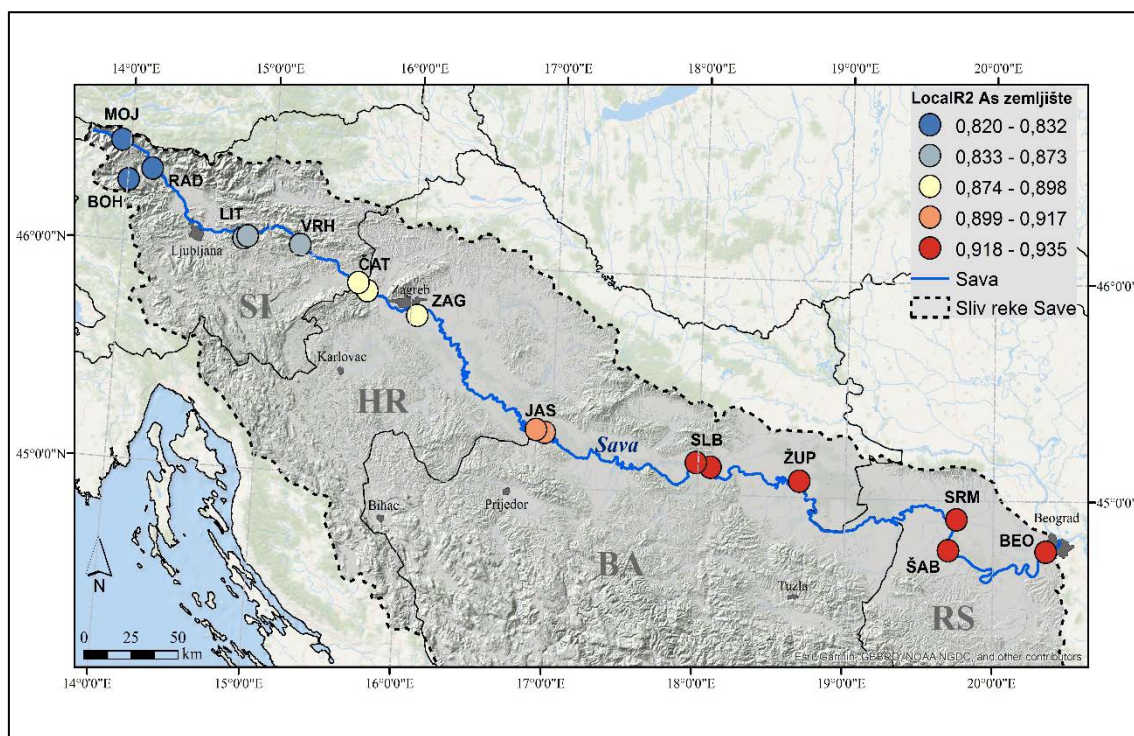 14°0'0"E 15°0'0"E 16°0'0"E 17°0'0"E 18°0'0"E 19°0'0"E 20°0'0"E
LocalR2 As zemljište
0,820 - 0,832
0,833 - 0,873
0,874 - 0,898
0,899 - 0,917
0,918 - 0,935
Sava
Sliv reke Save
MOJ
RAD
BOH
LIT
VRH
46°0'0"N
Ljubljana
ČAT
46°0'0"N
SI
Zagreb
ZAG
Karlovac
HR
JAS
Sava
SLB
45°0'0"N
ŽUP
SRM
45°0'0"N
Bihac
Prijedor
Beograd
BEO
ŠAB
BA
Tuzla
RS
N
0 25 50
km
Esri, Garmin, GEBCO, NOAA NGDC, and other contributors
14°0'0"E 15°0'0"E 16°0'0"E 17°0'0"E 18°0'0"E 19°0'0"E 20°0'0"E